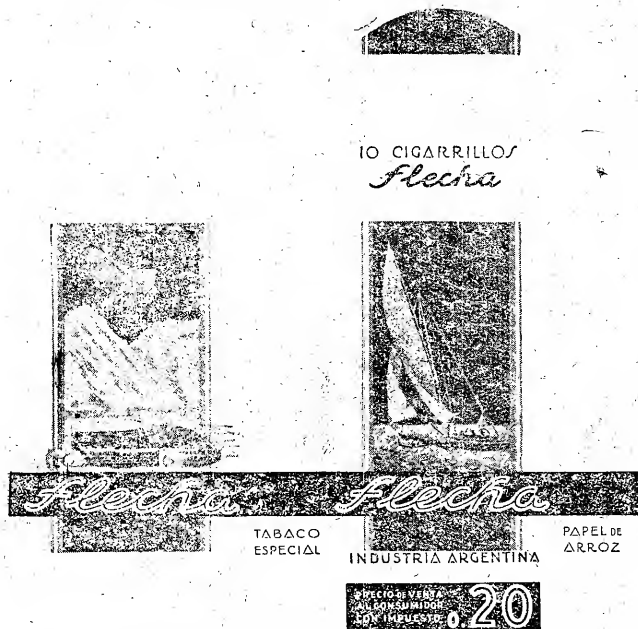 10 CIGARRILLOS
Flecha
Flecha
Flecha
TABACO
ESPECIAL
INDUSTRIA ARGENTINA
PAPEL DE
ARROZ
PRECIO DE VENTA
AL CONSUMIDOR
CON IMPUESTO 0.20